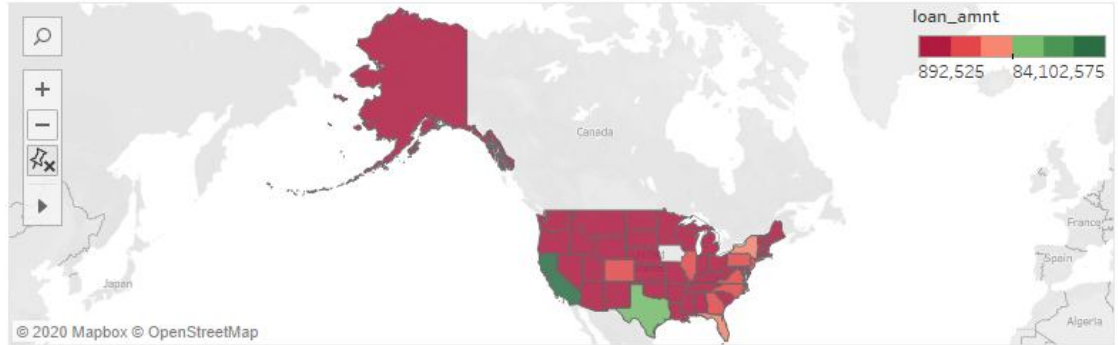 loan_amnt
892,525 84,102,575
Canada
France
Spain
Japan
Algeria
© 2020 Mapbox © OpenStreetMap